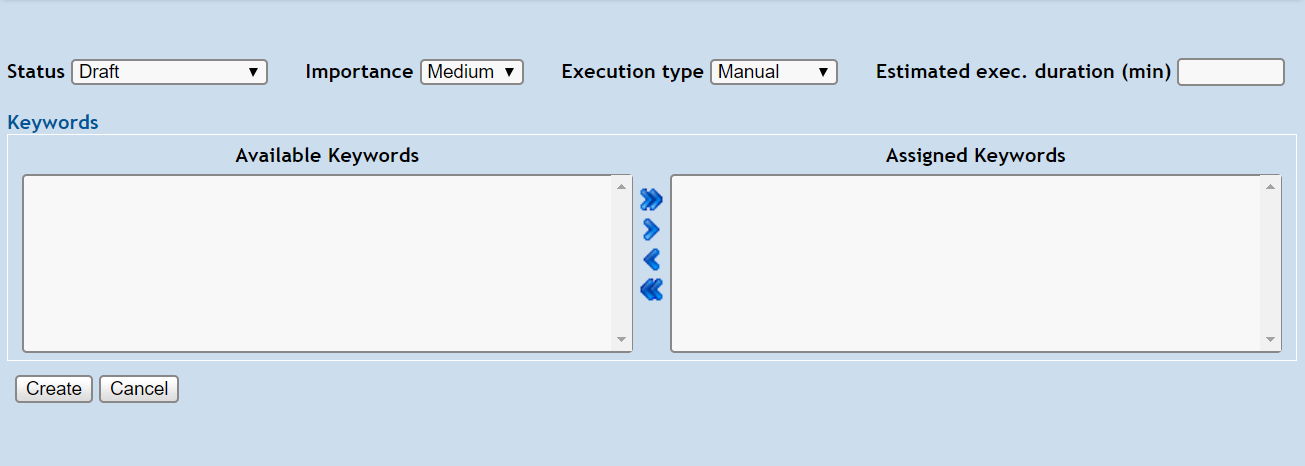 Status Draft Importance Medium Execution type Manual Estimated exec. duration (min)
Keywords
Available Keywords Assigned Keywords
Create Cancel